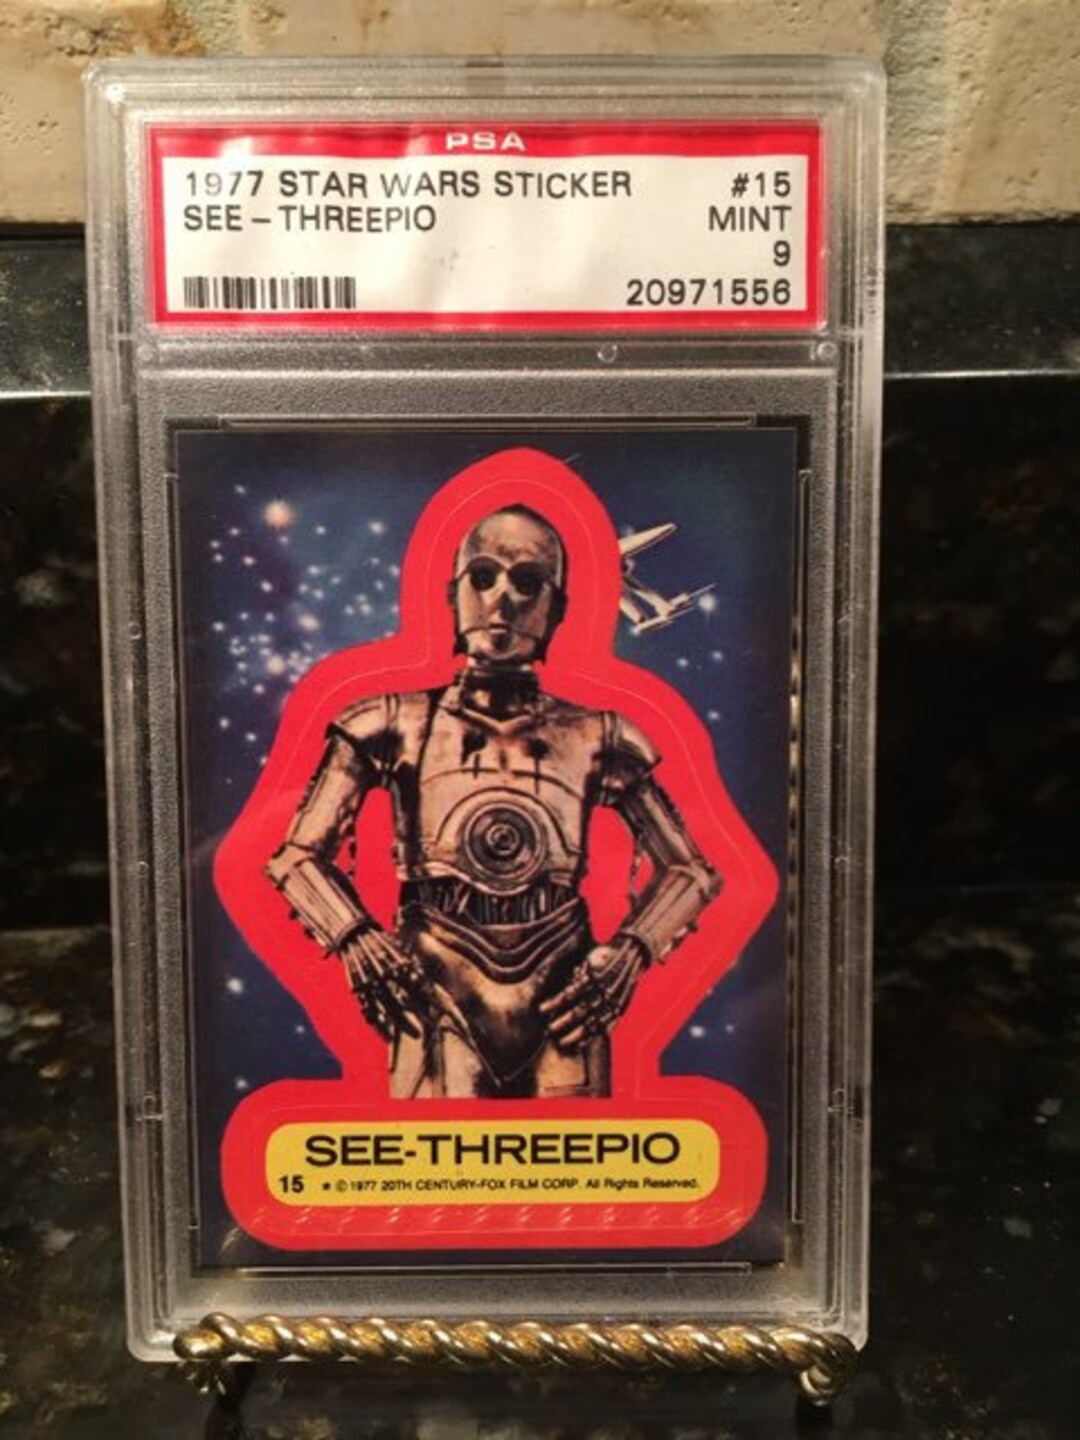 PSA
1977 STAR WARS STICKER #15
SEE-THREEPIO MINT
9
20971556
SEE-THREEPIO
15 * © 1977 20TH CENTURY-FOX FILM CORP. All Rights Reserved.